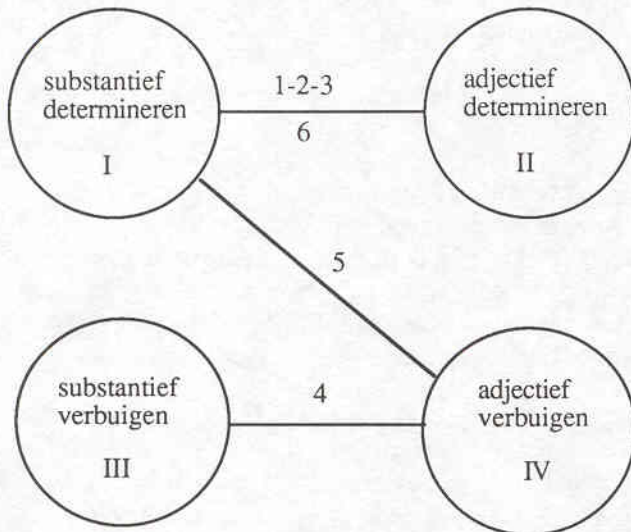 substantief
determineren
I
1-2-3
6
adjectief
determineren
II
5
substantief
verbuigen
III
4
adjectief
verbuigen
IV